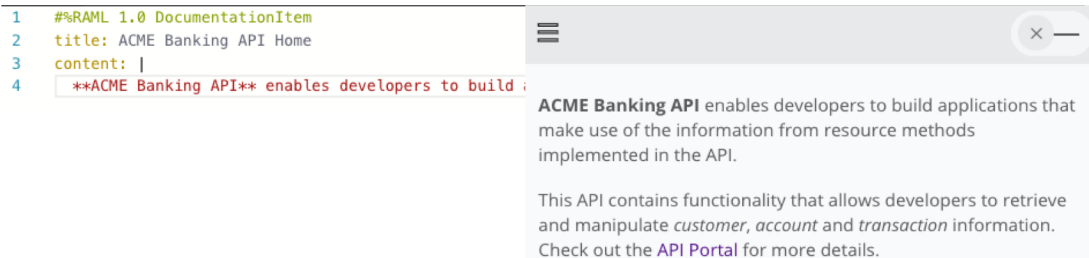 1 #%RAML 1.0 DocumentationItem
2 title: ACME Banking API Home
3 content: |
4 **ACME Banking API** enables developers to build
ACME Banking API enables developers to build applications that
make use of the information from resource methods
implemented in the API.
This API contains functionality that allows developers to retrieve
and manipulate customer, account and transaction information.
Check out the API Portal for more details.